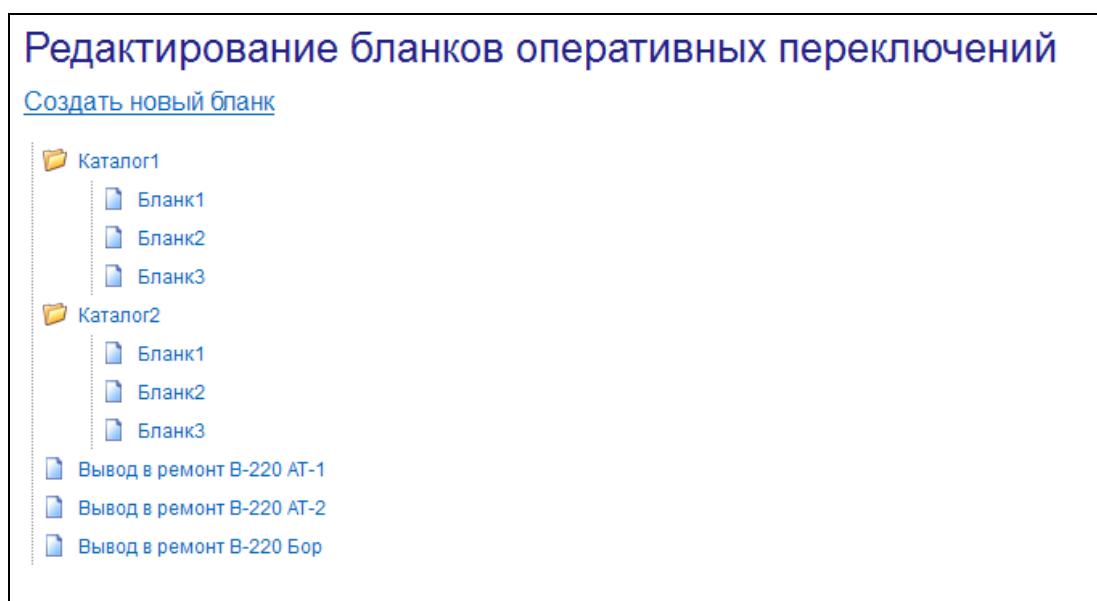 Редактирование бланков оперативных переключений
Создать новый бланк
Каталог1
Бланк1
Бланк2
Бланк3
Каталог2
Бланк1
Бланк2
Бланк3
Вывод в ремонт В-220 АТ-1
Вывод в ремонт В-220 АТ-2
Вывод в ремонт В-220 Бор